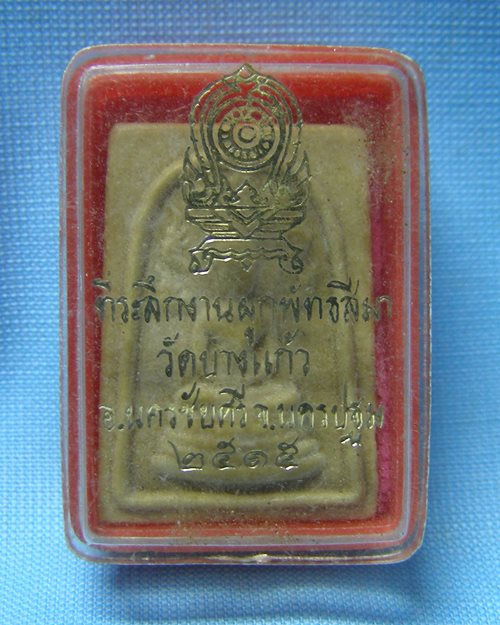 ที่ระลึกงานผูกพัทธสีมา
วัดบางแก้ว
อ.นครชัยศรี จ.นครปฐม
๒๕๑๕